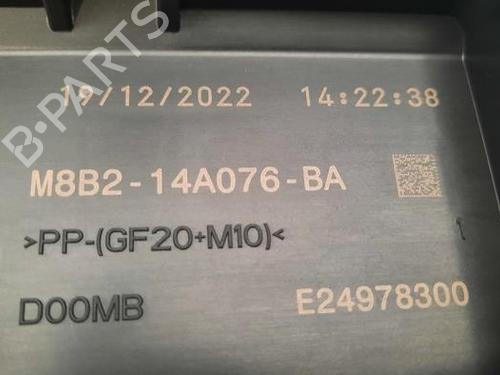 19/12/2022 14:22:38
M8B2-14A076-BA
>PP-(GF20+M10)<
D00MB E24978300
B-PARTS